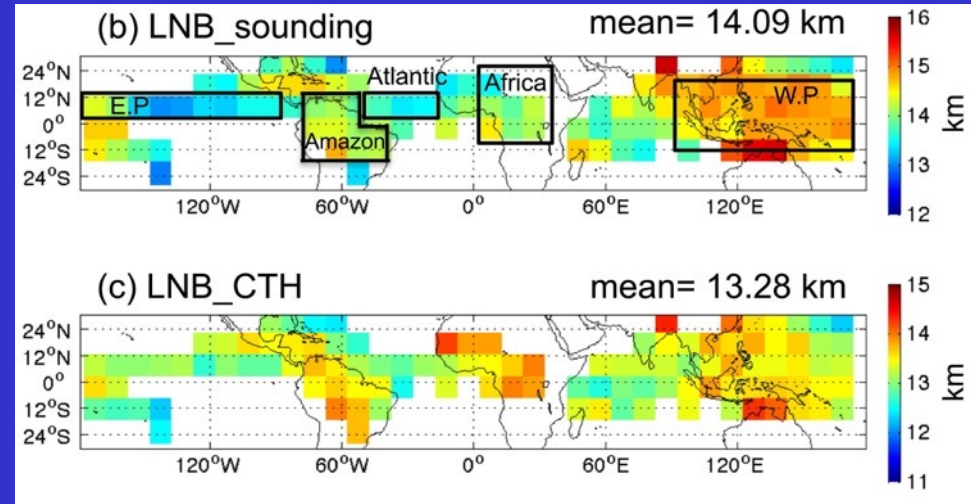 (b) LNB_sounding mean= 14.09 km
16
15
14
13
12
km
24°N
12°N
0°
12°S
24°S
E.P
Amazon
Atlantic
Africa
W.P
120°W 60°W 0° 60°E 120°E
(c) LNB_CTH mean= 13.28 km
15
14
13
12
11
km
24°N
12°N
0°
12°S
24°S
120°W 60°W 0° 60°E 120°E